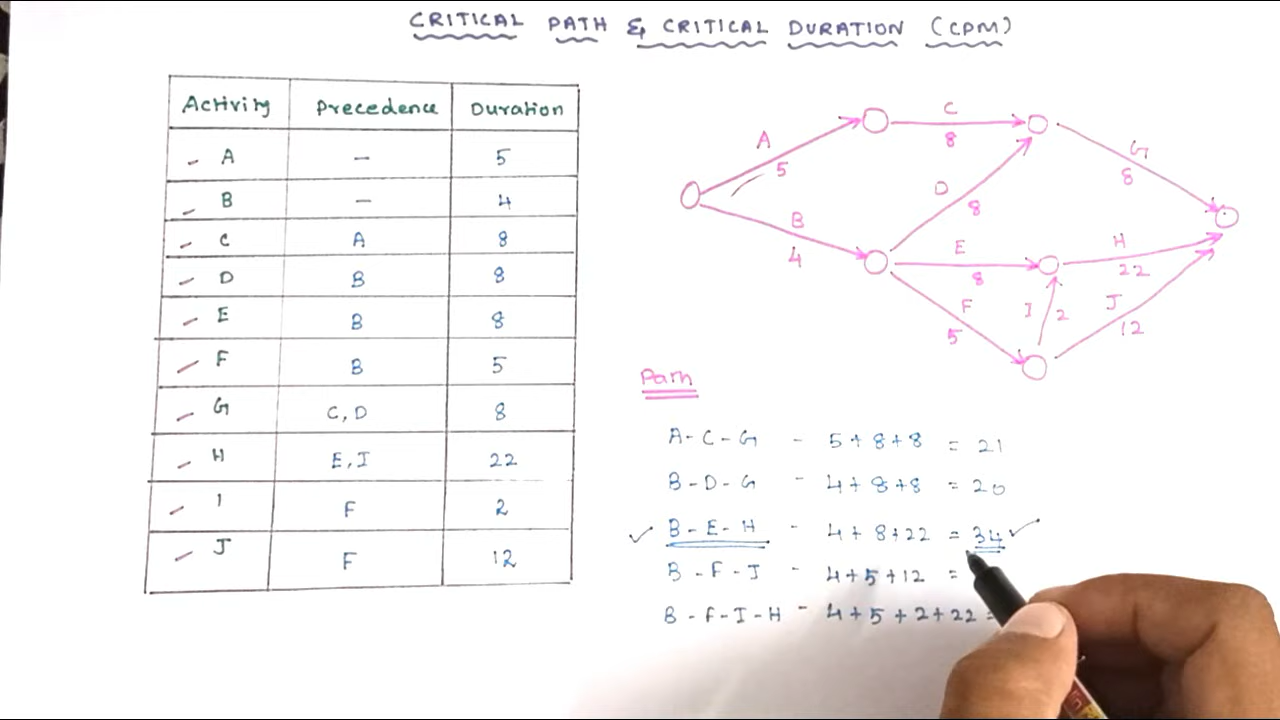 CRITICAL PATH & CRITICAL DURATION (CPM)
Activity Precedence Duration
A - 5
B - 4
C A 8
D B 8
E B 8
F B 5
G C, D 8
H E, I 22
I F 2
J F 12
A
5
B
4
C
8
D
8
E
8
F
5
G
8
H
22
I 2
J
12
Path
A - C - G - 5 + 8 + 8 = 21
B - D - G - 4 + 8 + 8 = 20
✓ B - E - H - 4 + 8 + 22 = 34 ✓
B - F - J - 4 + 5 + 12 =
B - F - I - H - 4 + 5 + 2 + 22 =